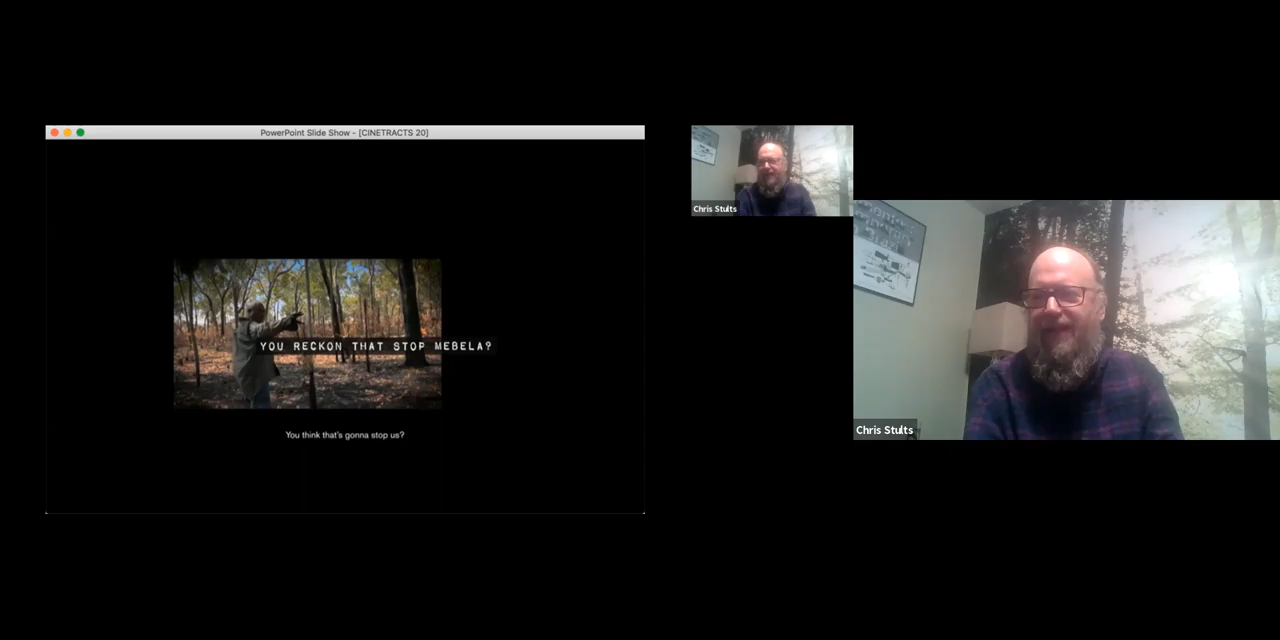 PowerPoint Slide Show - [CINETRACTS 20]
YOU RECKON THAT STOP MEBELA?
You think that's gonna stop us?
Chris Stults
Chris Stults